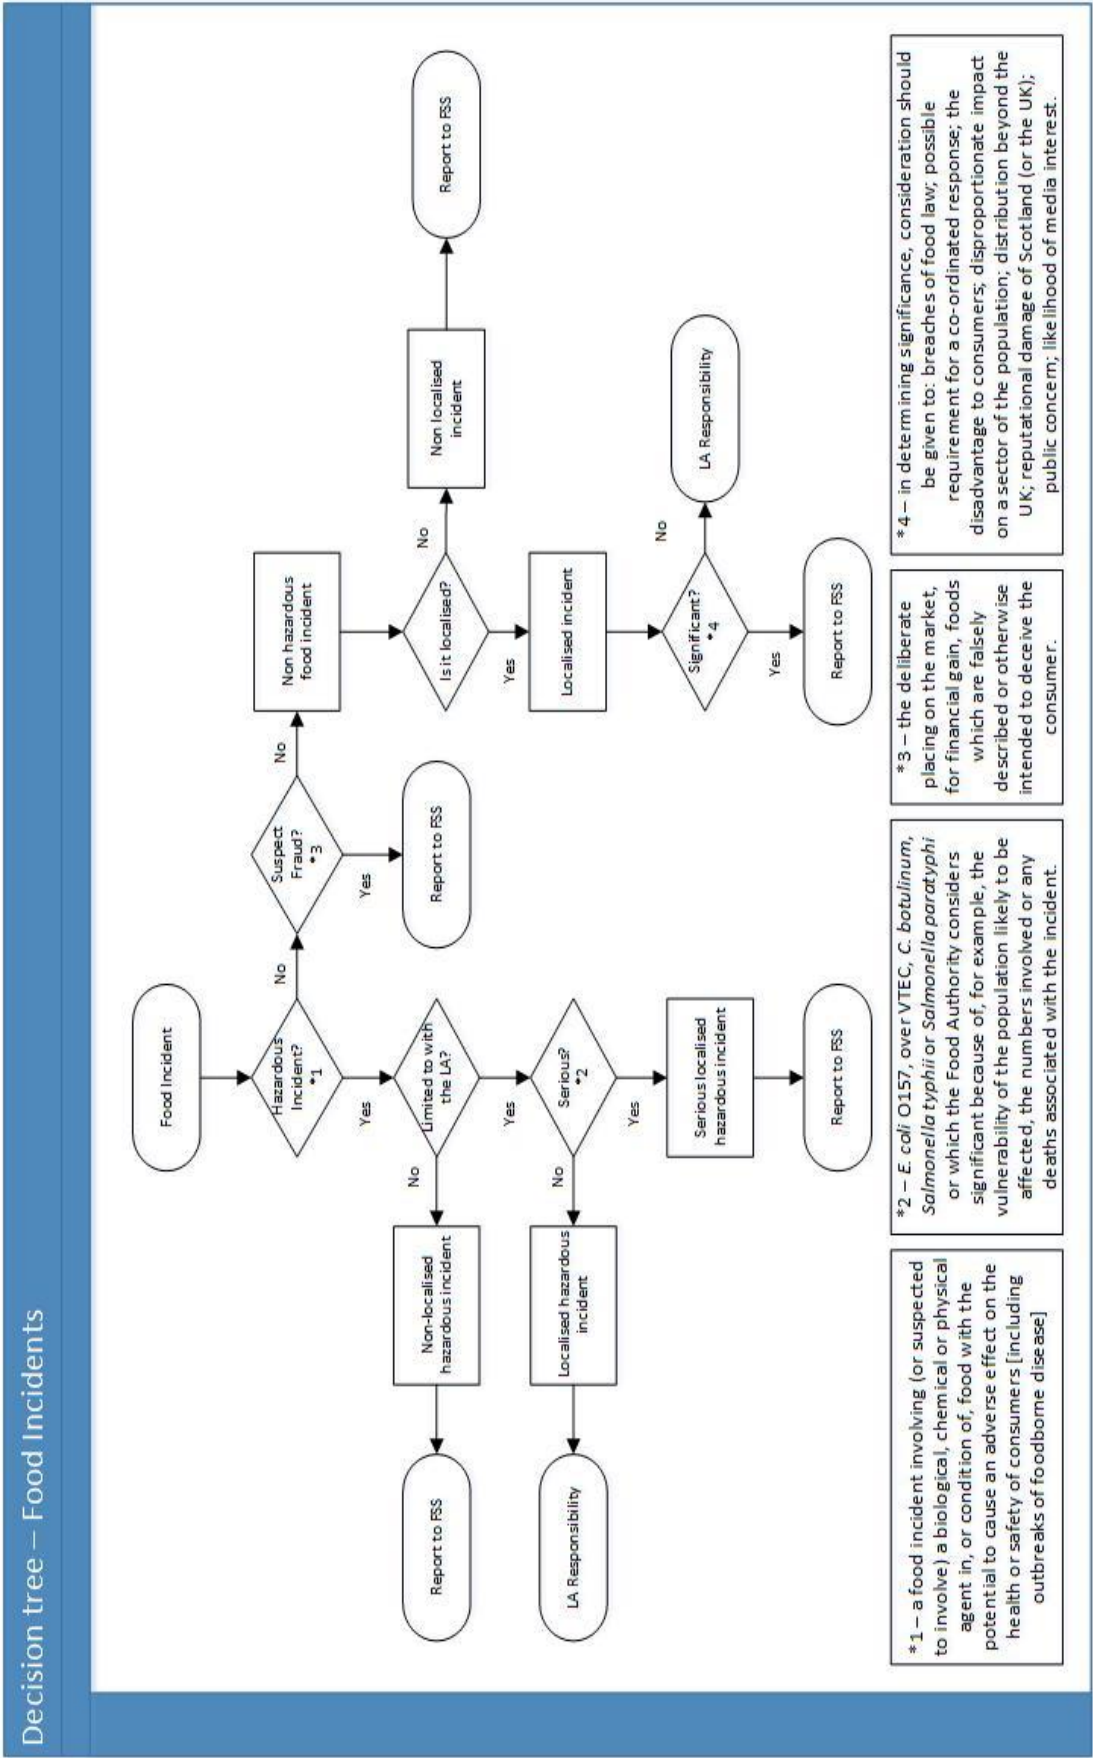 Decision tree – Food Incidents
Food Incident
Hazardous
Incident?
*1
No
Suspect
Fraud?
*3
No
Non hazardous
food incident
Yes
Yes
Report to FSS
Is it localised?
No
Non localised
incident
Report to FSS
Report to FSS
Non-localised
hazardous incident
No
Limited to with
the LA?
Yes
Yes
Localised incident
LA Responsibility
Localised hazardous
incident
No
Serious?
*2
Yes
Significant?
*4
No
LA Responsibility
Serious localised
hazardous incident
Yes
Report to FSS
Report to FSS
*1 – a food incident involving (or suspected
to involve) a biological, chemical or physical
agent in, or condition of, food with the
potential to cause an adverse effect on the
health or safety of consumers [including
outbreaks of foodborne disease]
*2 – E. coli O157, over VTEC, C. botulinum,
Salmonella typhii or Salmonella paratyphi
or which the Food Authority considers
significant because of, for example, the
vulnerability of the population likely to be
affected, the numbers involved or any
deaths associated with the incident.
*3 – the deliberate
placing on the market,
for financial gain, foods
which are falsely
described or otherwise
intended to deceive the
consumer.
*4 – in determining significance, consideration should
be given to: breaches of food law; possible
requirement for a co-ordinated response; the
disadvantage to consumers; disproportionate impact
on a sector of the population; distribution beyond the
UK; reputational damage of Scotland (or the UK);
public concern; likelihood of media interest.